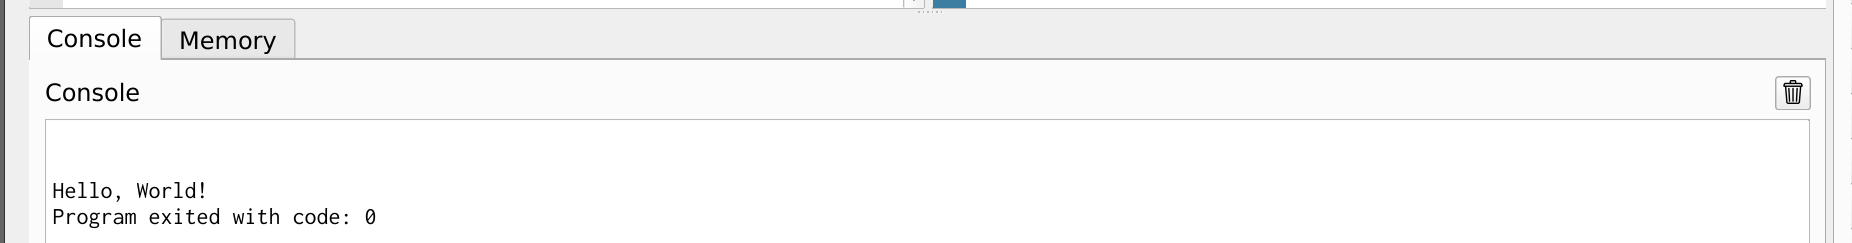 Console
Memory
Console
Hello, World!
Program exited with code: 0